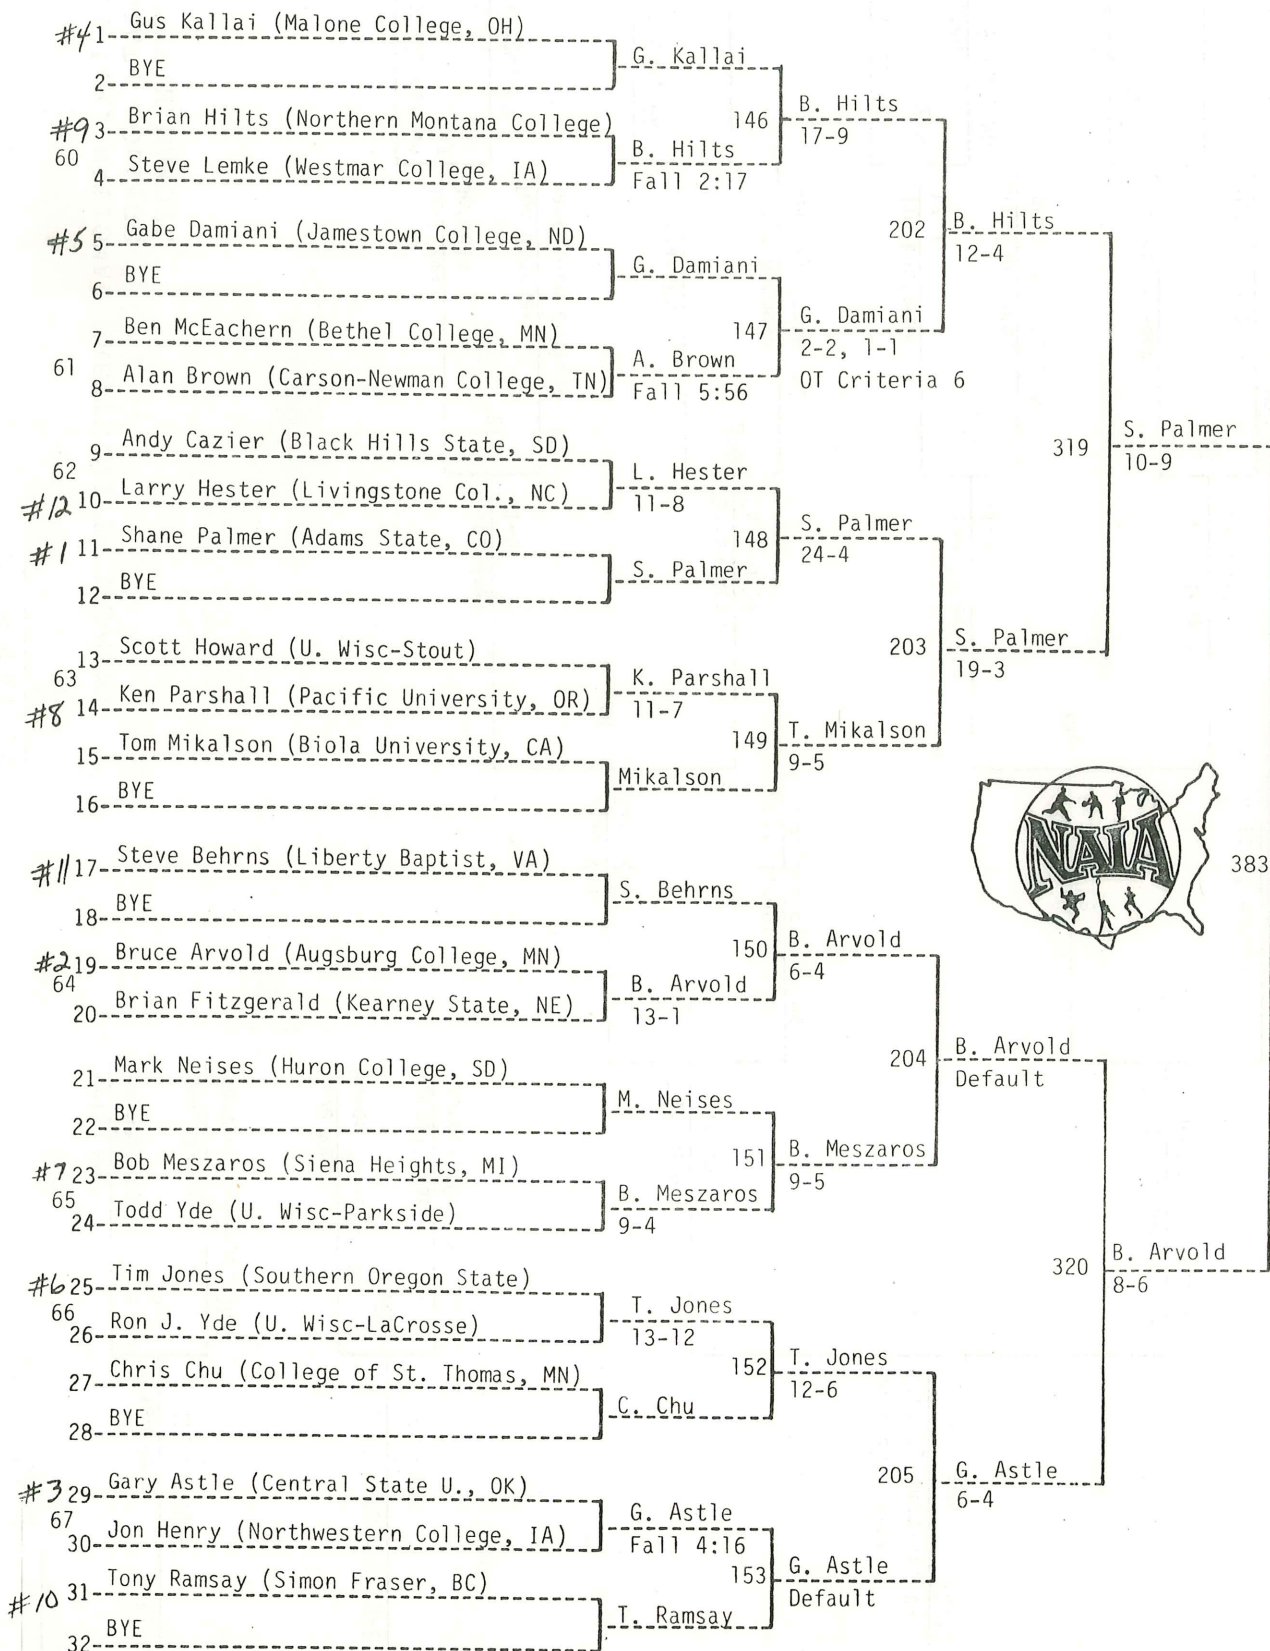 #4 1 Gus Kallai (Malone College, OH)
G. Kallai
2 BYE
146 B. Hilts
17-9
#9 3 Brian Hilts (Northern Montana College)
60
B. Hilts
Fall 2:17
4 Steve Lemke (Westmar College, IA)
202 B. Hilts
12-4
#5 5 Gabe Damiani (Jamestown College, ND)
G. Damiani
6 BYE
147 G. Damiani
2-2, 1-1
OT Criteria 6
7 Ben McEachern (Bethel College, MN)
61
A. Brown
Fall 5:56
8 Alan Brown (Carson-Newman College, TN)
319 S. Palmer
10-9
9 Andy Cazier (Black Hills State, SD)
62
L. Hester
11-8
#12 10 Larry Hester (Livingstone Col., NC)
148 S. Palmer
24-4
#1 11 Shane Palmer (Adams State, CO)
S. Palmer
12 BYE
203 S. Palmer
19-3
13 Scott Howard (U. Wisc-Stout)
63
K. Parshall
11-7
#8 14 Ken Parshall (Pacific University, OR)
149 T. Mikalson
9-5
15 Tom Mikalson (Biola University, CA)
Mikalson
16 BYE
NAIA
383
#11 17 Steve Behrns (Liberty Baptist, VA)
S. Behrns
18 BYE
150 B. Arvold
6-4
#2 19 Bruce Arvold (Augsburg College, MN)
64
B. Arvold
13-1
20 Brian Fitzgerald (Kearney State, NE)
204 B. Arvold
Default
21 Mark Neises (Huron College, SD)
M. Neises
22 BYE
151 B. Meszaros
9-5
#7 23 Bob Meszaros (Siena Heights, MI)
65
B. Meszaros
9-4
24 Todd Yde (U. Wisc-Parkside)
320 B. Arvold
8-6
#6 25 Tim Jones (Southern Oregon State)
66
T. Jones
13-12
26 Ron J. Yde (U. Wisc-LaCrosse)
152 T. Jones
12-6
27 Chris Chu (College of St. Thomas, MN)
C. Chu
28 BYE
205 G. Astle
6-4
#3 29 Gary Astle (Central State U., OK)
67
G. Astle
Fall 4:16
30 Jon Henry (Northwestern College, IA)
153 G. Astle
Default
#10 31 Tony Ramsay (Simon Fraser, BC)
T. Ramsay
32 BYE